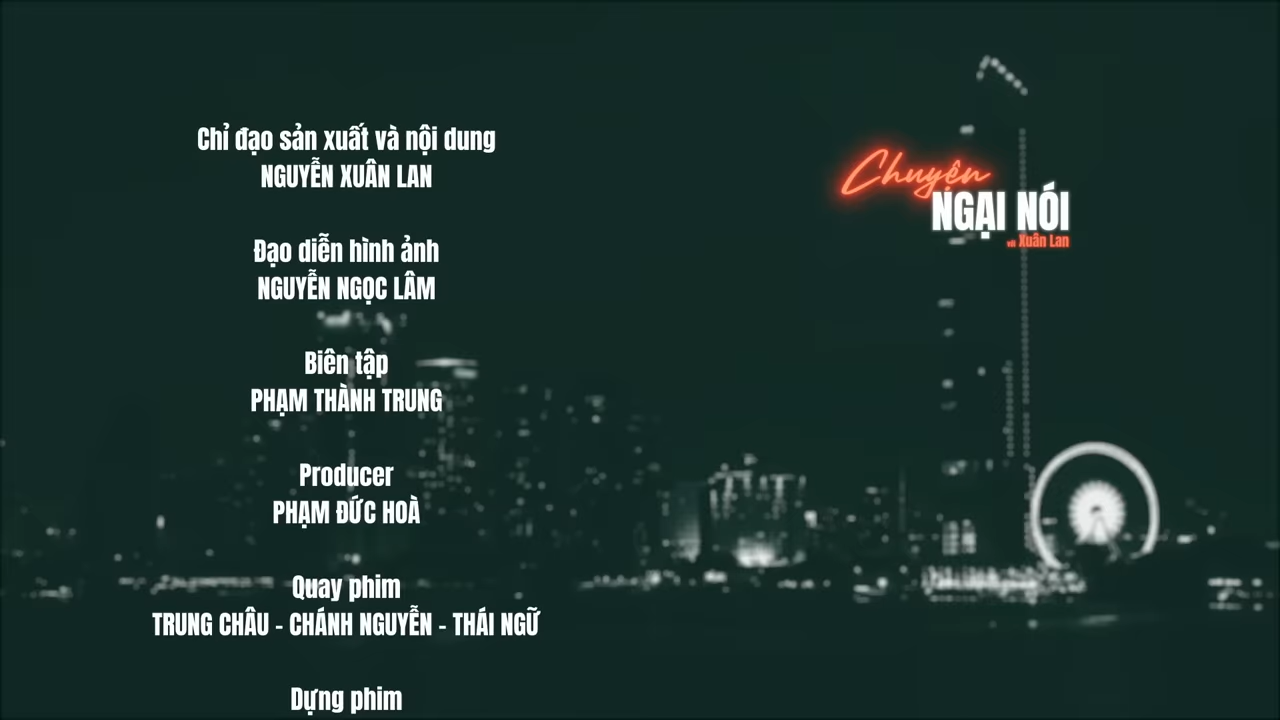 Chỉ đạo sản xuất và nội dung
NGUYỄN XUÂN LAN
Đạo diễn hình ảnh
NGUYỄN NGỌC LÂM
Biên tập
PHẠM THÀNH TRUNG
Producer
PHẠM ĐỨC HOÀ
Quay phim
TRUNG CHÂU - CHÁNH NGUYỄN - THÁI NGỮ
Dựng phim
Chuyện
NGẠI NÓI
với Xuân Lan